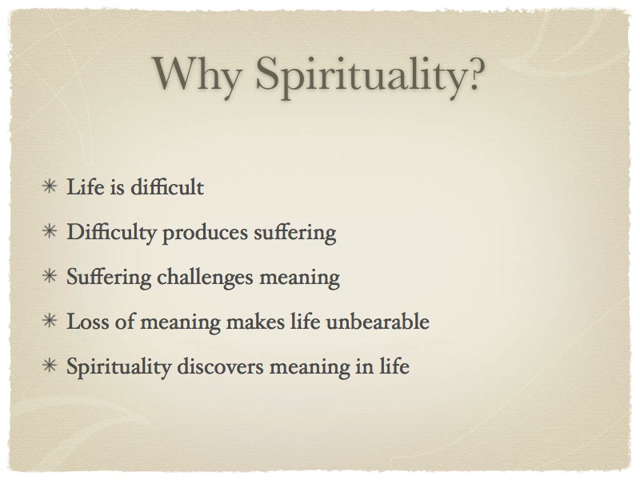 Why Spirituality?
Life is difficult
Difficulty produces suffering
Suffering challenges meaning
Loss of meaning makes life unbearable
Spirituality discovers meaning in life